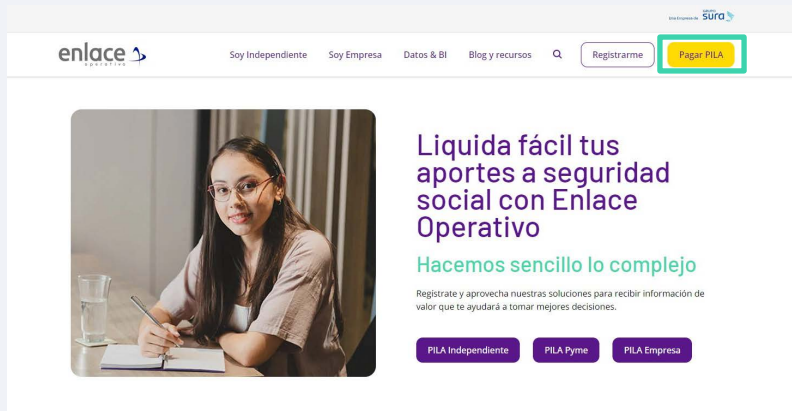 Una Empresa de
GRUPO
sura
enlace
operativo
Soy Independiente
Soy Empresa
Datos & BI
Blog y recursos
Registrarme
Pagar PILA
Liquida fácil tus
aportes a seguridad
social con Enlace
Operativo
Hacemos sencillo lo complejo
Regístrate y aprovecha nuestras soluciones para recibir información de
valor que te ayudará a tomar mejores decisiones.
PILA Independiente
PILA Pyme
PILA Empresa